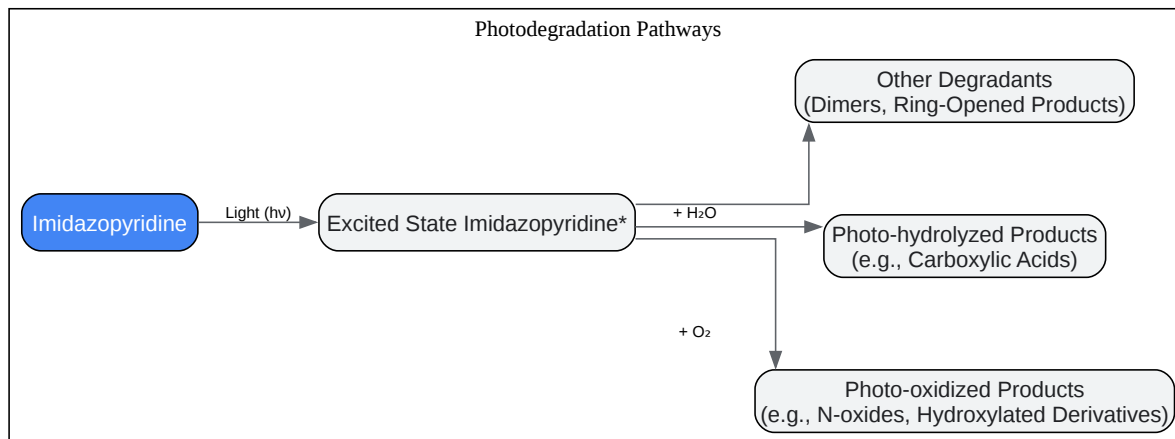 Photodegradation Pathways
Other Degradants
(Dimers, Ring-Opened Products)
Imidazopyridine
Light (hν)
Excited State Imidazopyridine*
+ H₂O
Photo-hydrolyzed Products
(e.g., Carboxylic Acids)
+ O₂
Photo-oxidized Products
(e.g., N-oxides, Hydroxylated Derivatives)